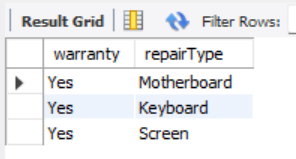 Result Grid Filter Rows:
warranty repairType
Yes Motherboard
Yes Keyboard
Yes Screen